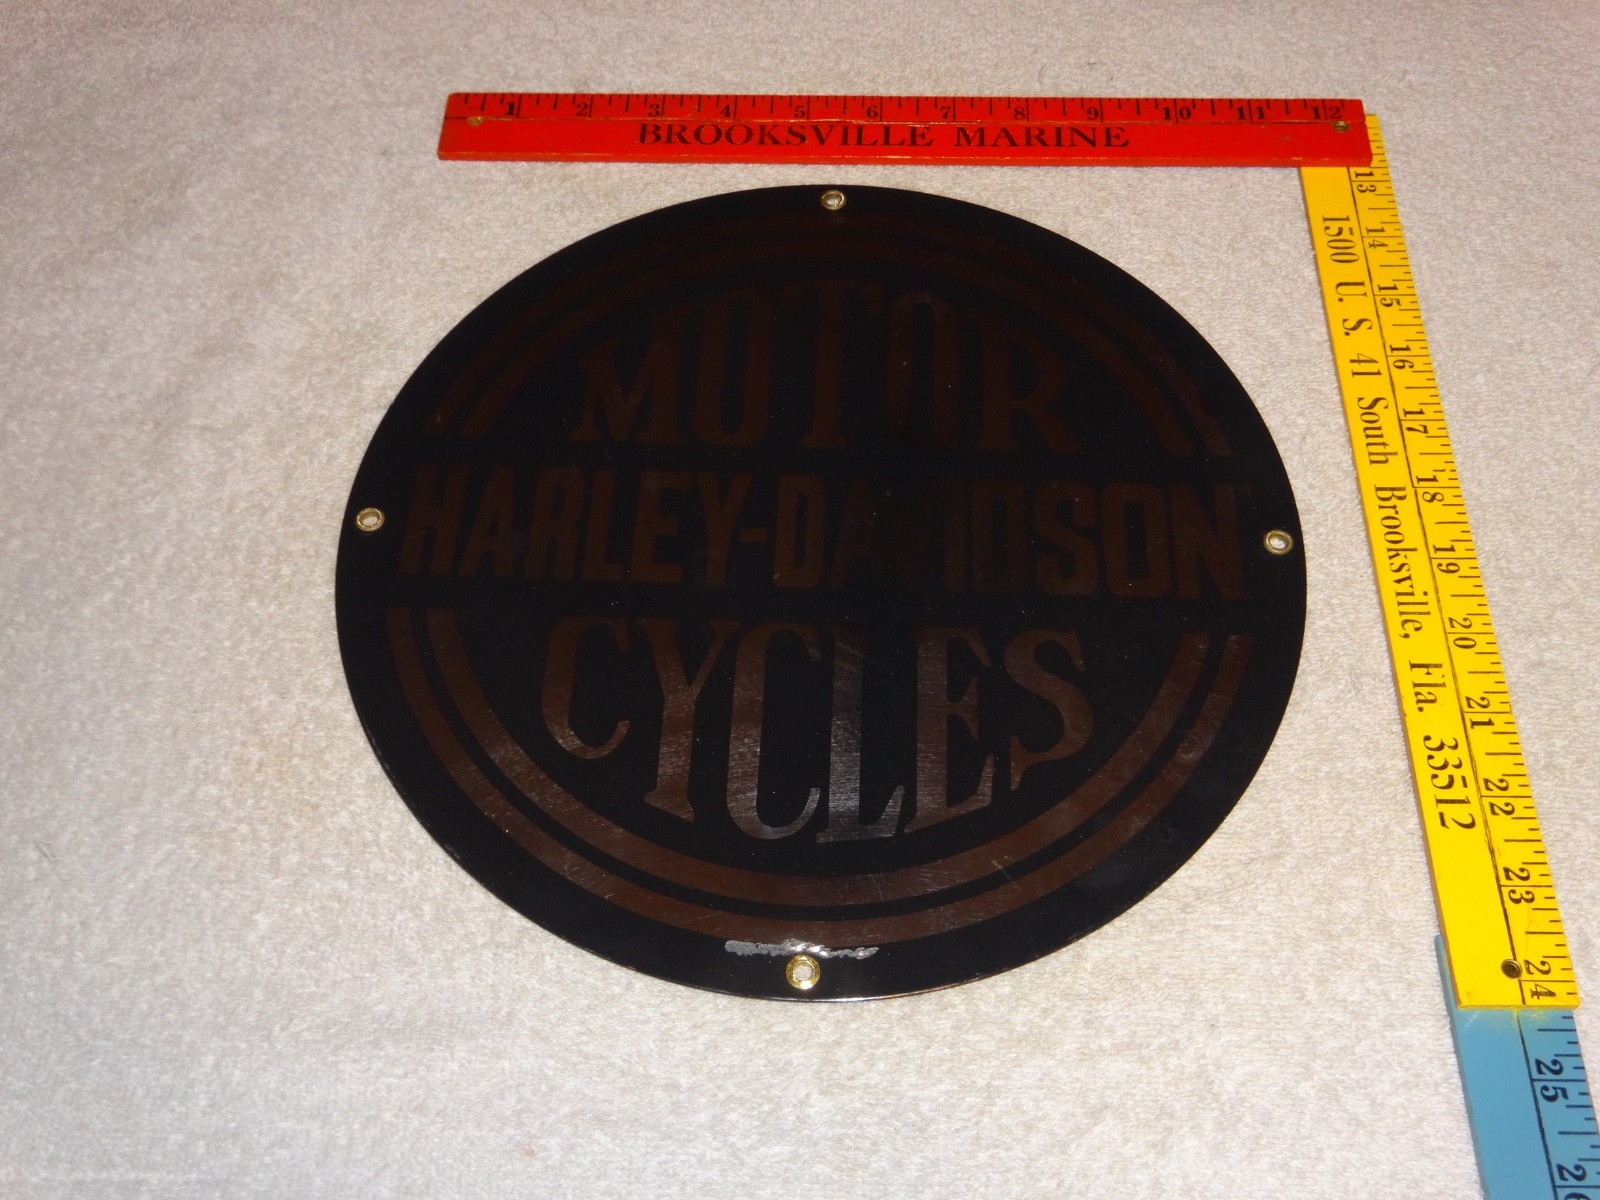 1 2 3 4 5 6 7 8 9 10 11 12
BROOKSVILLE MARINE
MOTOR
HARLEY-DAVIDSON
CYCLES
13 14 15 16 17 18 19 20 21 22 23 24
1500 U. S. 41 South Brooksville, Fla. 33512
25